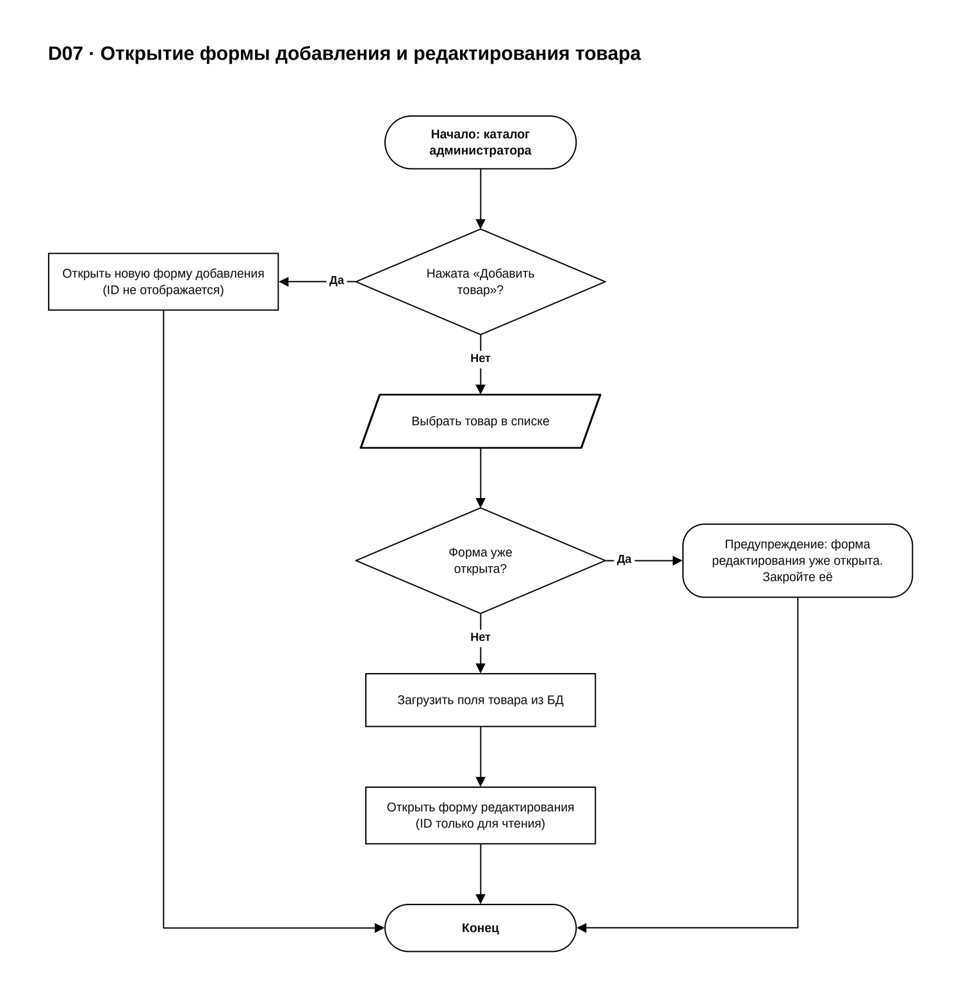 D07 · Открытие формы добавления и редактирования товара
Начало: каталог
администратора
Нажата «Добавить
товар»?
Да
Открыть новую форму добавления
(ID не отображается)
Нет
Выбрать товар в списке
Форма уже
открыта?
Да
Предупреждение: форма
редактирования уже открыта.
Закройте её
Нет
Загрузить поля товара из БД
Открыть форму редактирования
(ID только для чтения)
Конец